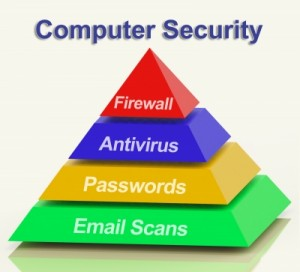 Computer Security
Firewall
Antivirus
Passwords
Email Scans